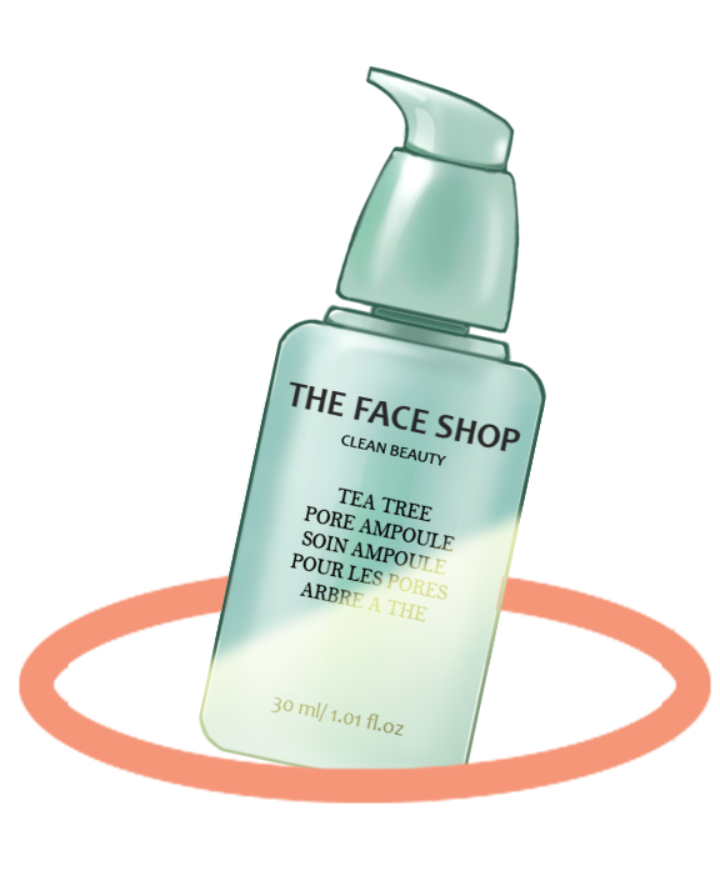 THE FACE SHOP
CLEAN BEAUTY
TEA TREE
PORE AMPOULE
SOIN AMPOULE
POUR LES PORES
ARBRE A THE
30 ml/ 1.01 fl.oz